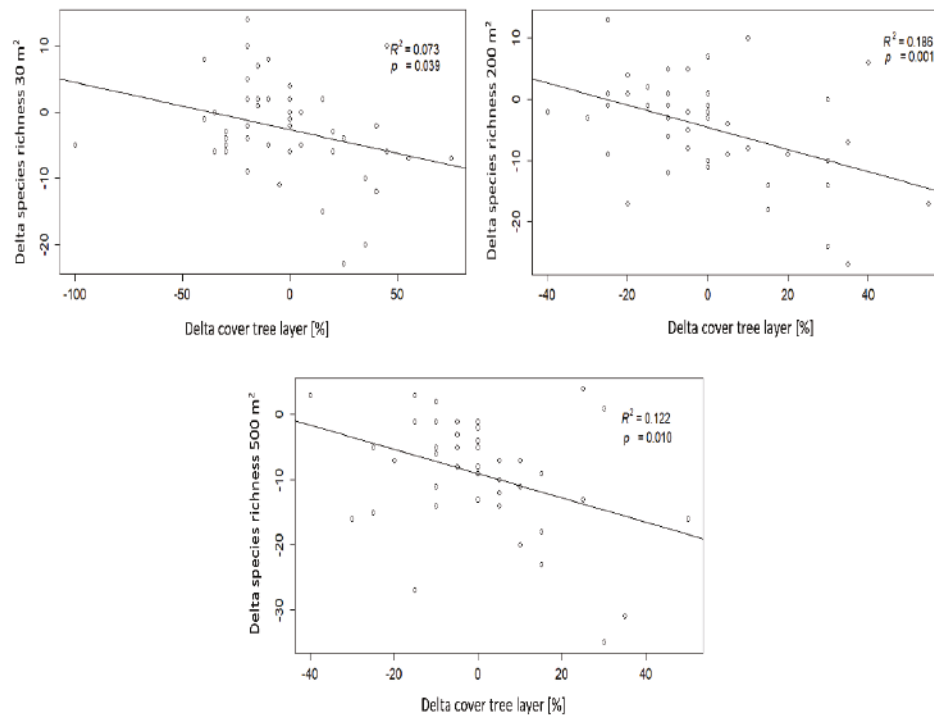 Delta species richness 30 m²
10
0
-10
-20
R² = 0.073
p = 0.039
-100
-50
0
50
Delta cover tree layer [%]
Delta species richness 200 m²
10
0
-10
-20
R² = 0.186
p = 0.001
-40
-20
0
20
40
Delta cover tree layer [%]
Delta species richness 500 m²
0
-10
-20
-30
R² = 0.122
p = 0.010
-40
-20
0
20
40
Delta cover tree layer [%]